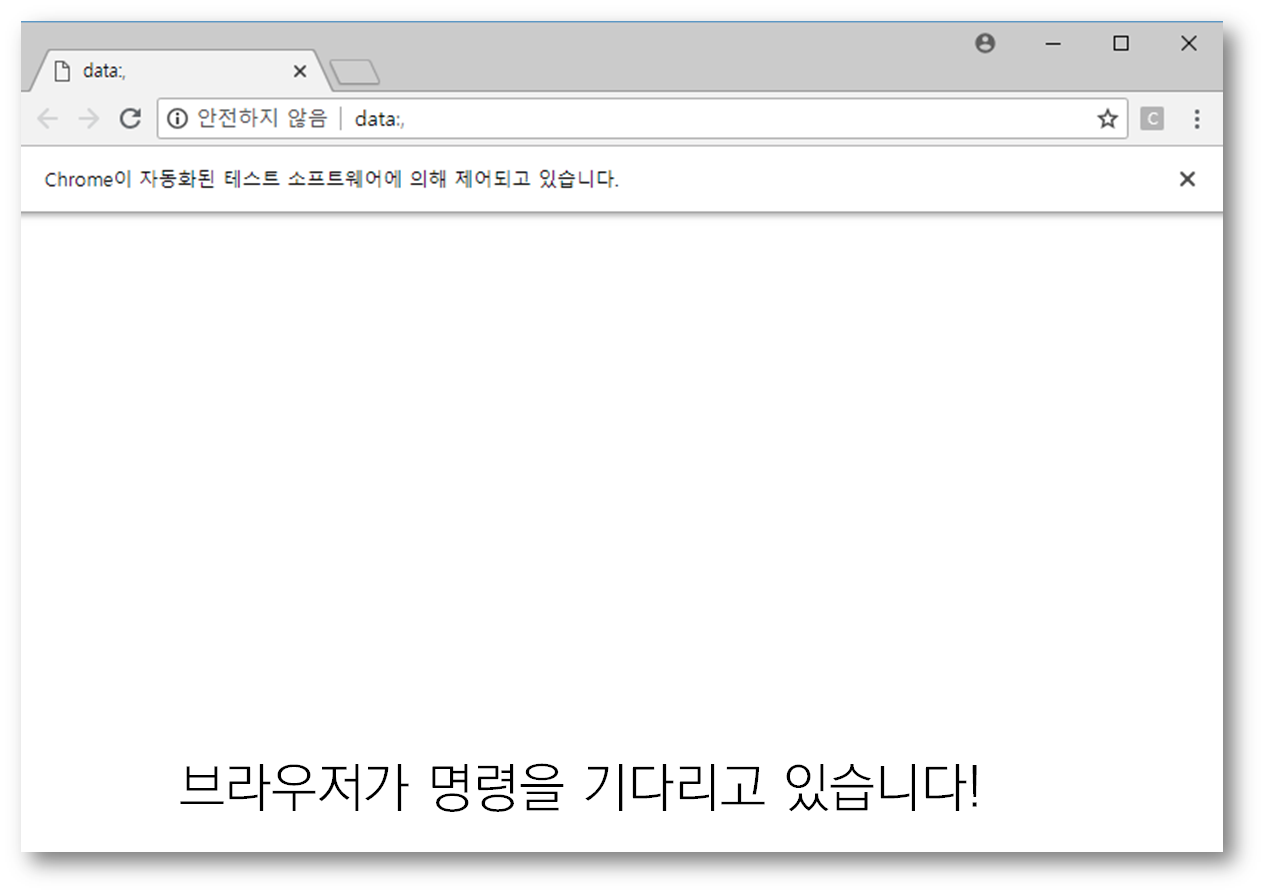 data:,
안전하지 않음 | data:,
C
Chrome이 자동화된 테스트 소프트웨어에 의해 제어되고 있습니다.
브라우저가 명령을 기다리고 있습니다!